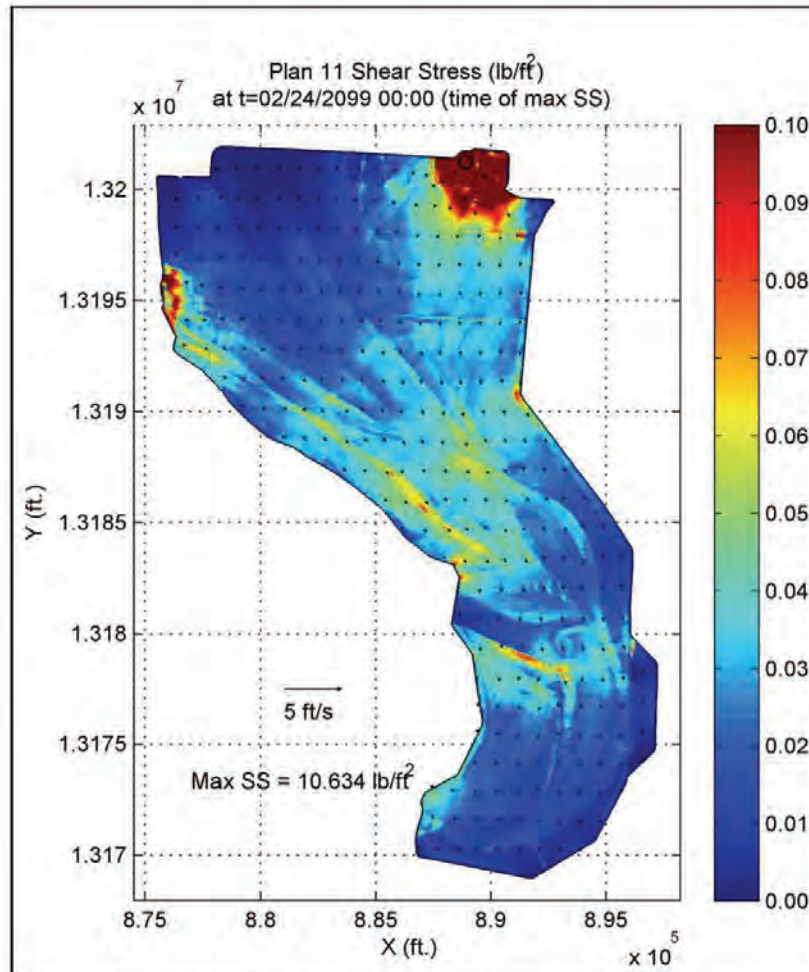 Plan 11 Shear Stress (lb/ft²)
at t=02/24/2099 00:00 (time of max SS)
x 10⁷
1.32
1.3195
1.319
1.3185
1.318
1.3175
1.317
Y (ft.)
5 ft/s
Max SS = 10.634 lb/ft²
8.75 8.8 8.85 8.9 8.95
X (ft.)
x 10⁵
0.10
0.09
0.08
0.07
0.06
0.05
0.04
0.03
0.02
0.01
0.00